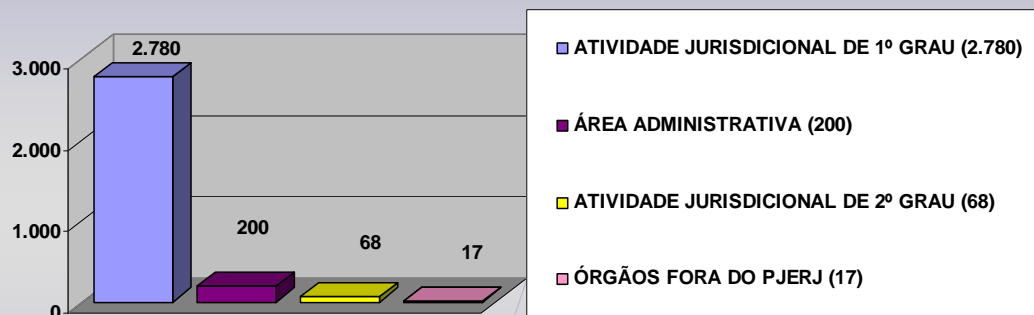 2.780
3.000
2.000
1.000
0
200
68
17
ATIVIDADE JURISDICIONAL DE 1º GRAU (2.780)
ÁREA ADMINISTRATIVA (200)
ATIVIDADE JURISDICIONAL DE 2º GRAU (68)
ÓRGÃOS FORA DO PJERJ (17)